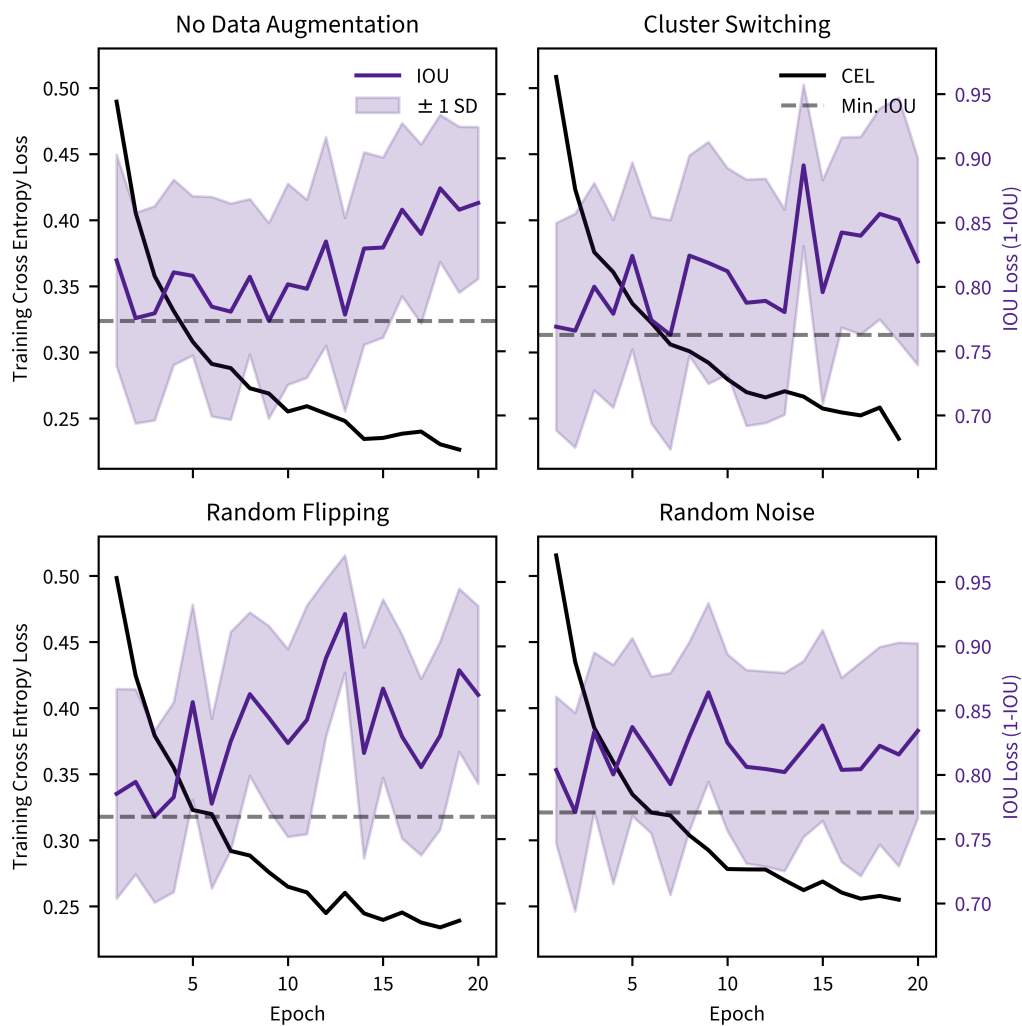 No Data Augmentation
Cluster Switching
IOU
± 1 SD
CEL
Min. IOU
0.50
0.45
0.40
0.35
0.30
0.25
Training Cross Entropy Loss
0.95
0.90
0.85
0.80
0.75
0.70
IOU Loss (1-IOU)
Random Flipping
Random Noise
0.50
0.45
0.40
0.35
0.30
0.25
Training Cross Entropy Loss
0.95
0.90
0.85
0.80
0.75
0.70
IOU Loss (1-IOU)
5 10 15 20
Epoch
5 10 15 20
Epoch